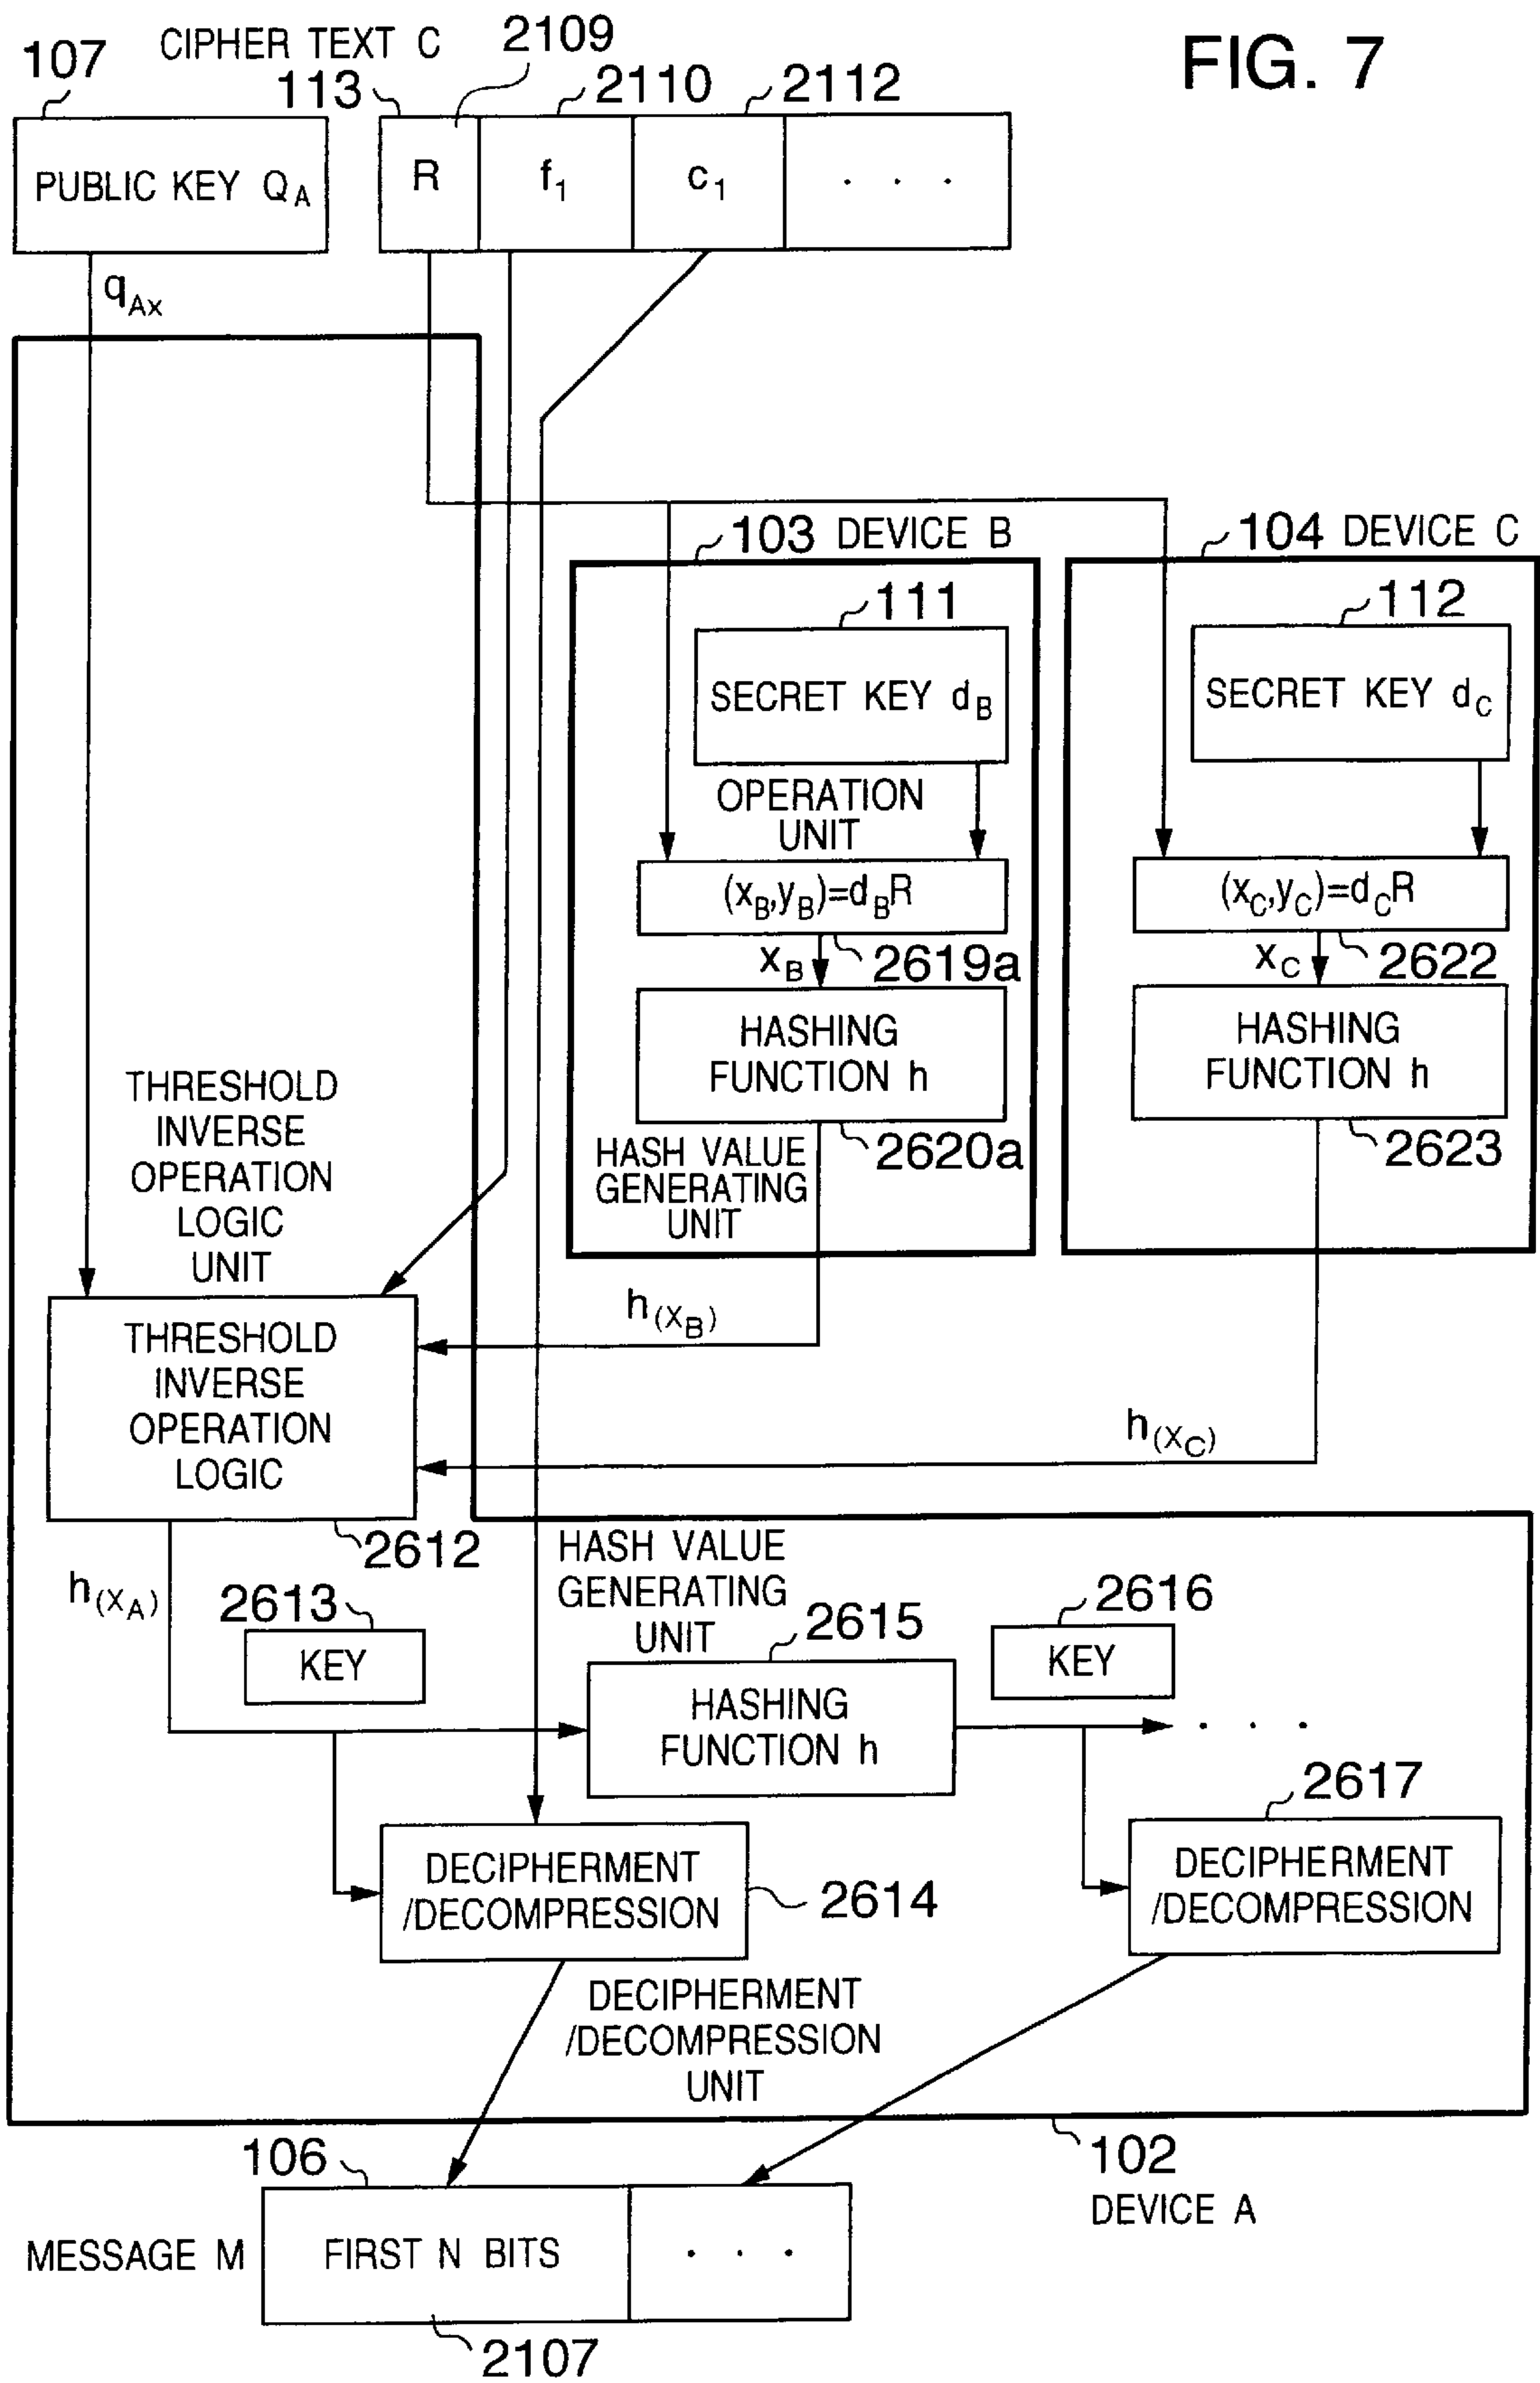 FIG. 7
CIPHER TEXT C
107
113
2109
2110
2112
PUBLIC KEY QA
R
f1
c1
. . .
qAx
103 DEVICE B
104 DEVICE C
111
112
SECRET KEY dB
SECRET KEY dC
OPERATION
UNIT
(xB,yB)=dBR
(xC,yC)=dCR
xB
2619a
xC
2622
HASHING
FUNCTION h
HASHING
FUNCTION h
2620a
2623
HASH VALUE
GENERATING
UNIT
THRESHOLD
INVERSE
OPERATION
LOGIC
UNIT
h(xB)
THRESHOLD
INVERSE
OPERATION
LOGIC
h(xC)
2612
h(xA)
HASH VALUE
GENERATING
UNIT
2613
KEY
2615
2616
KEY
HASHING
FUNCTION h
. . .
2617
DECIPHERMENT
/DECOMPRESSION
2614
DECIPHERMENT
/DECOMPRESSION
DECIPHERMENT
/DECOMPRESSION
UNIT
106
102
DEVICE A
MESSAGE M
FIRST N BITS
. . .
2107